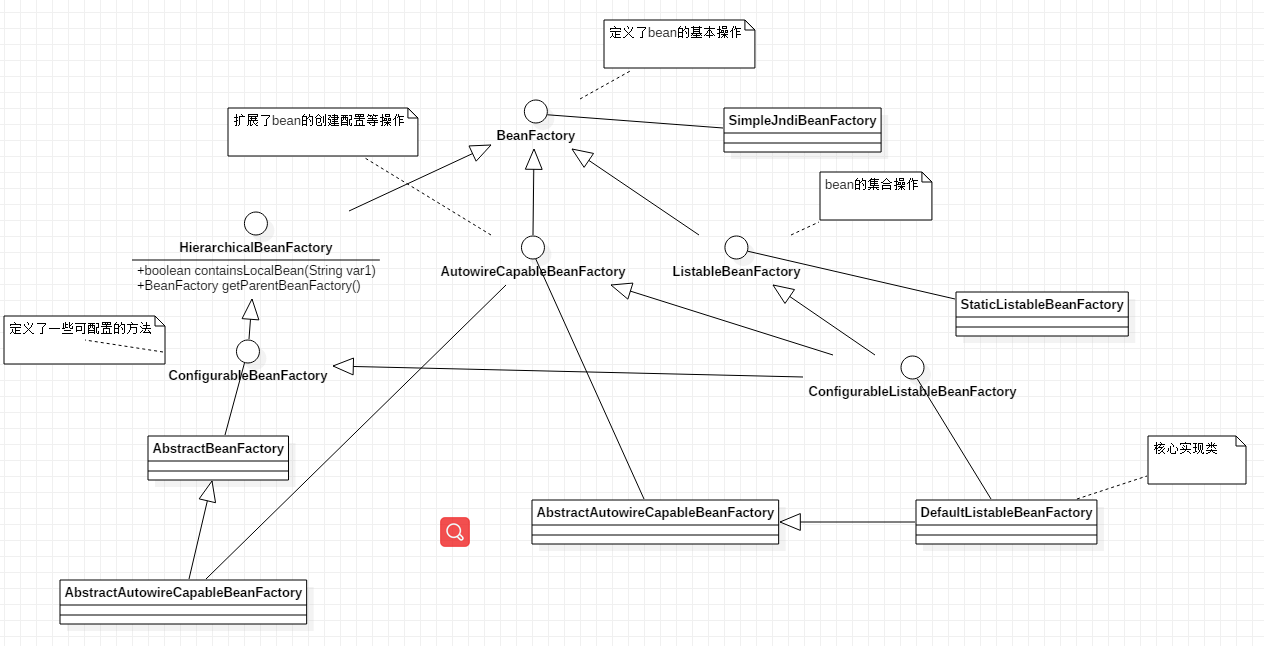 定义了bean的基本操作
扩展了bean的创建配置等操作
BeanFactory
SimpleJndiBeanFactory
bean的集合操作
HierarchicalBeanFactory
+boolean containsLocalBean(String var1)
+BeanFactory getParentBeanFactory()
AutowireCapableBeanFactory
ListableBeanFactory
StaticListableBeanFactory
定义了一些可配置的方法
ConfigurableBeanFactory
ConfigurableListableBeanFactory
AbstractBeanFactory
核心实现类
AbstractAutowireCapableBeanFactory
DefaultListableBeanFactory
AbstractAutowireCapableBeanFactory